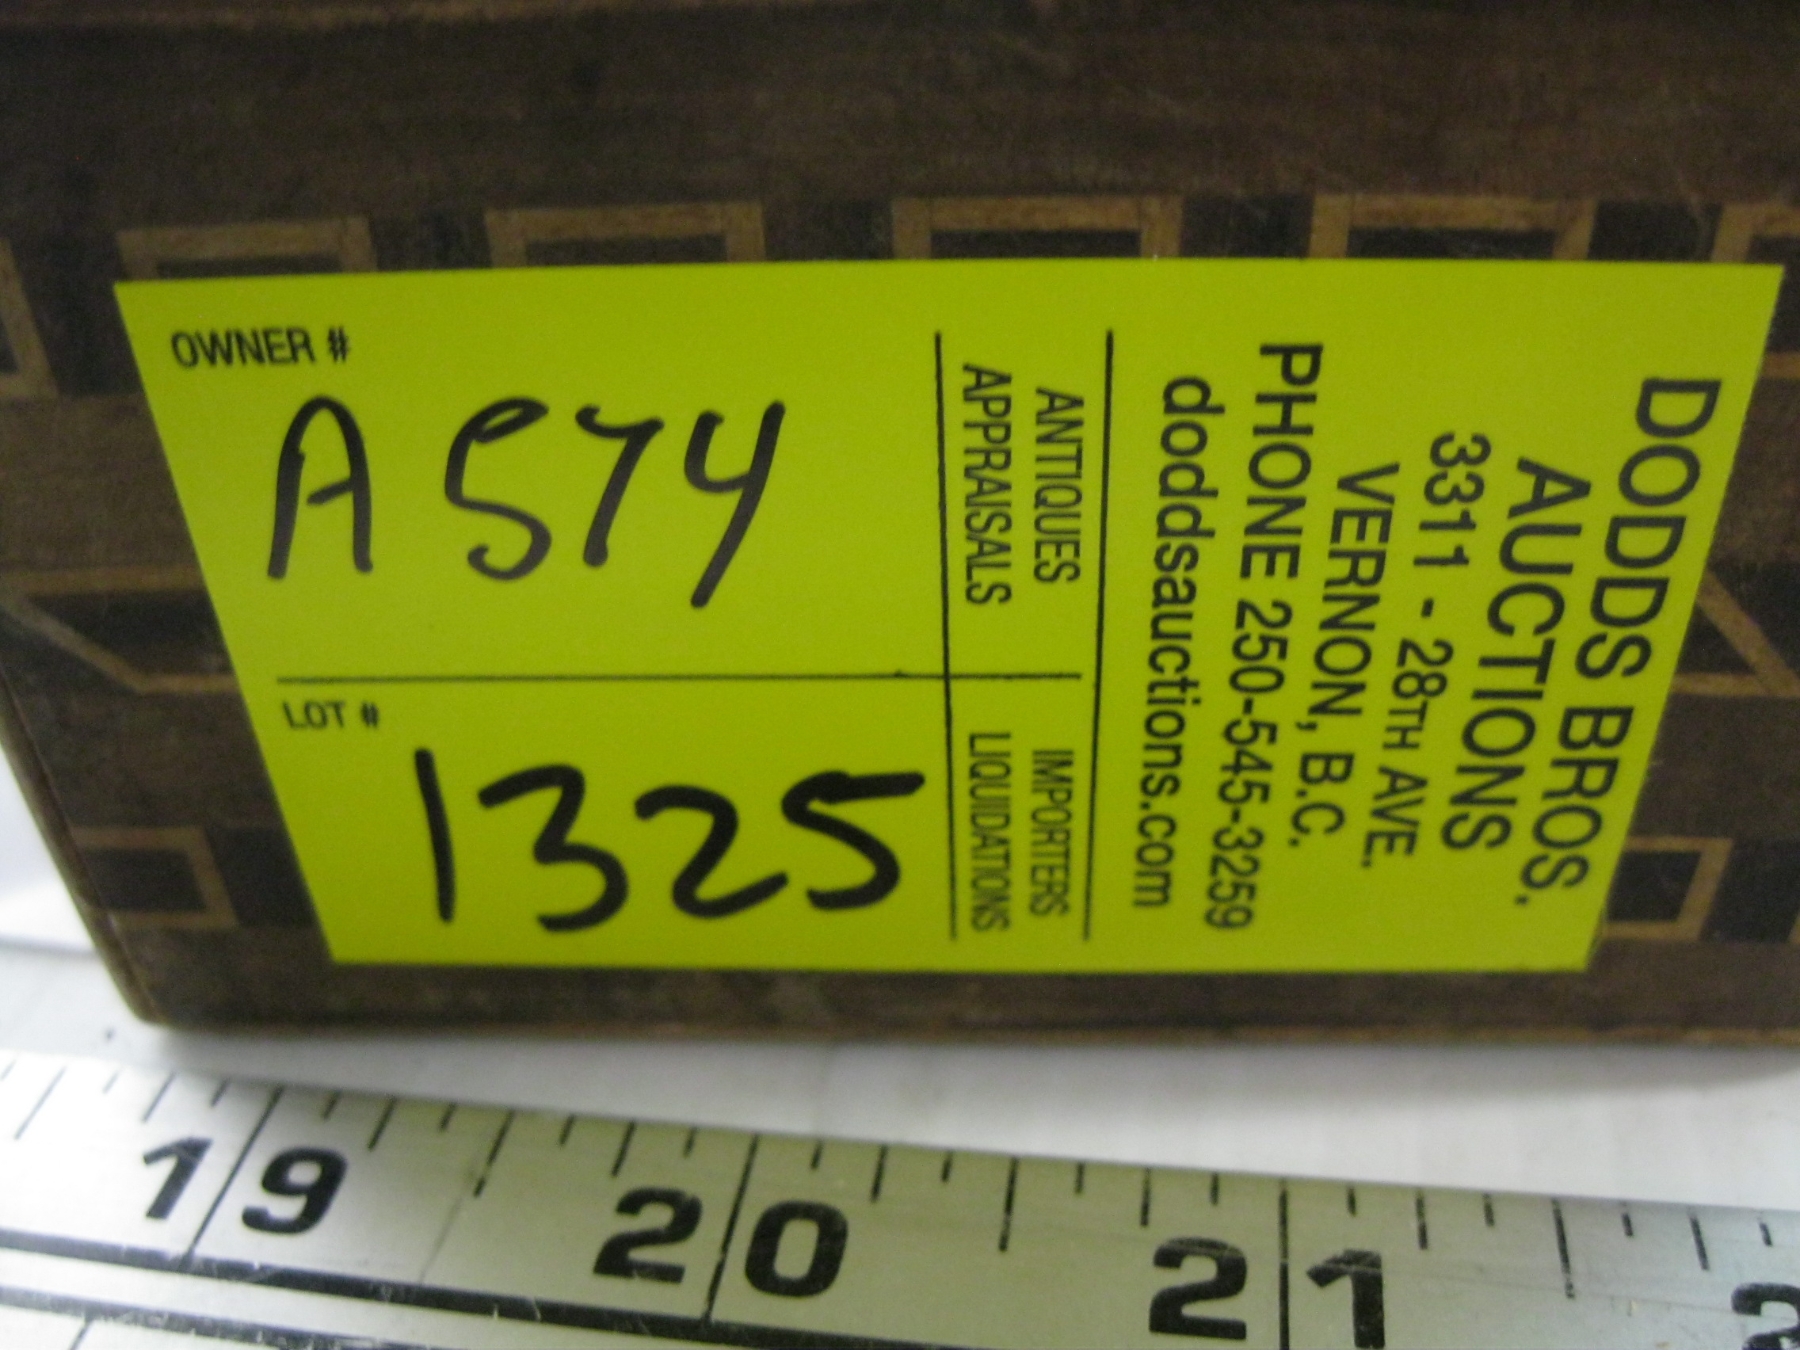 OWNER #
A 574
LOT #
1325
ANTIQUES
APPRAISALS
IMPORTERS
LIQUIDATIONS
DODDS BROS.
AUCTIONS
3311 - 28TH AVE.
VERNON, B.C.
PHONE 250-545-3259
doddsauctions.com
19
20
21